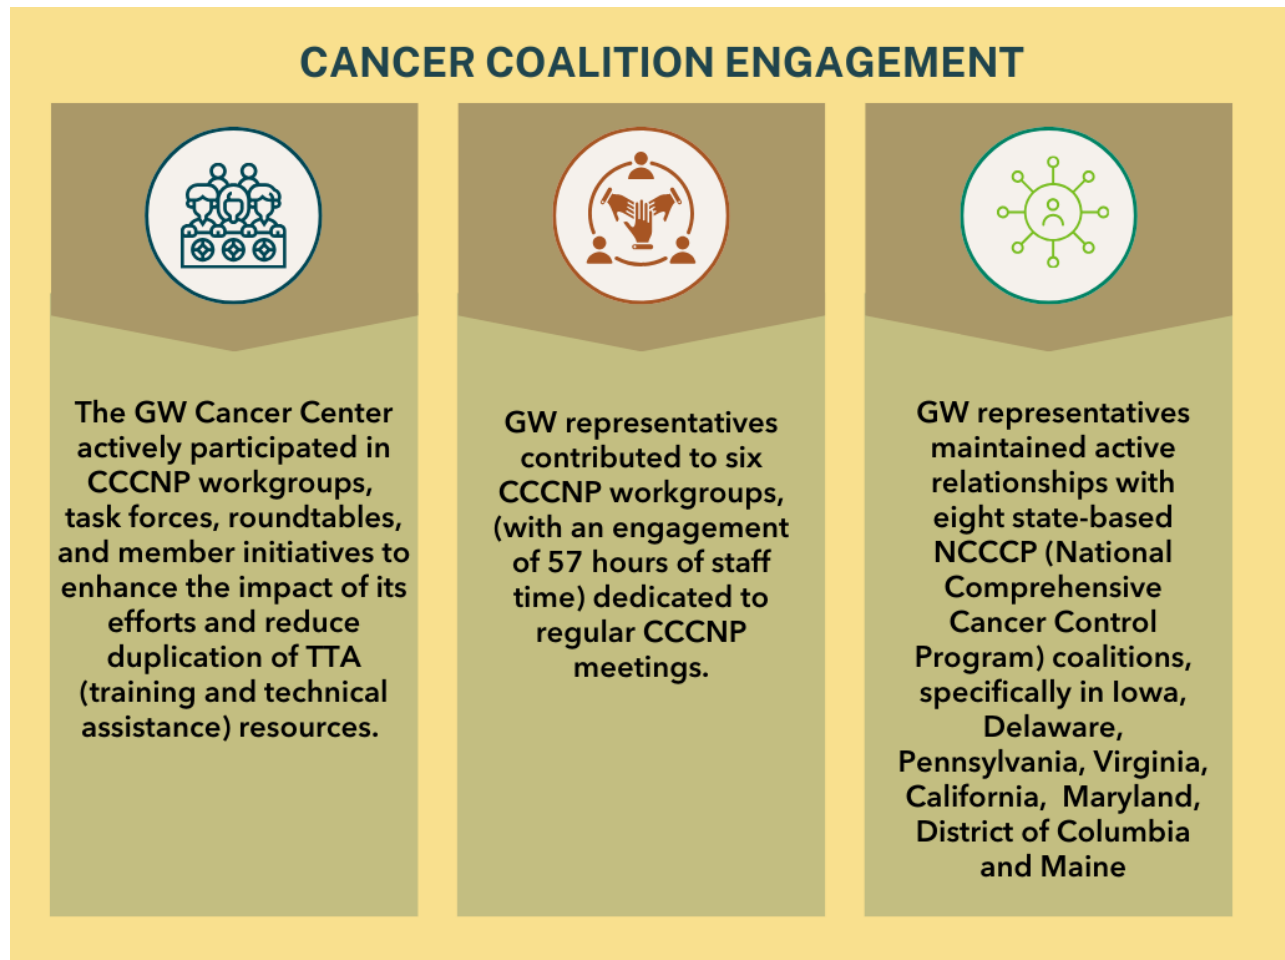 CANCER COALITION ENGAGEMENT
The GW Cancer Center
actively participated in
CCCNP workgroups,
task forces, roundtables,
and member initiatives to
enhance the impact of its
efforts and reduce
duplication of TTA
(training and technical
assistance) resources.
GW representatives
contributed to six
CCCNP workgroups,
(with an engagement
of 57 hours of staff
time) dedicated to
regular CCCNP
meetings.
GW representatives
maintained active
relationships with
eight state-based
NCCCP (National
Comprehensive
Cancer Control
Program) coalitions,
specifically in Iowa,
Delaware,
Pennsylvania, Virginia,
California, Maryland,
District of Columbia
and Maine